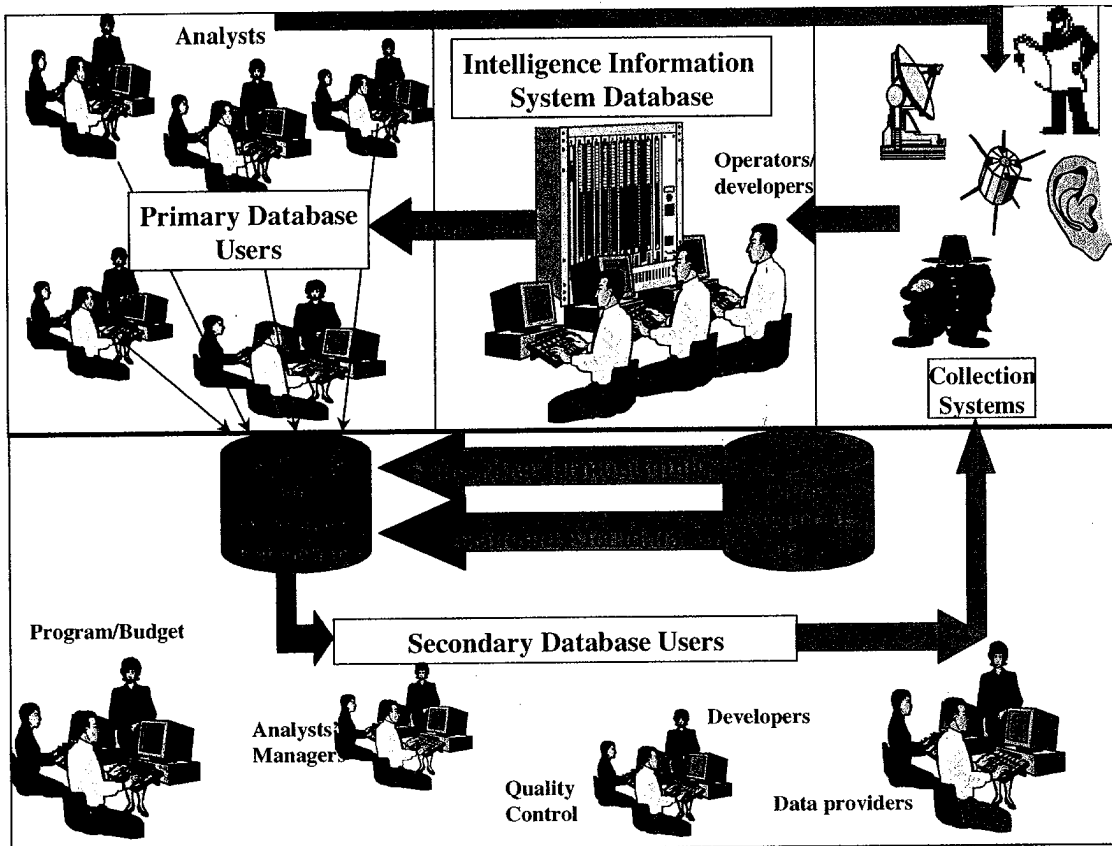 Analysts
Intelligence Information
System Database
Operators/
developers
Primary Database
Users
Collection
Systems
Program/Budget
Secondary Database Users
Analysts'
Managers
Developers
Quality
Control
Data providers